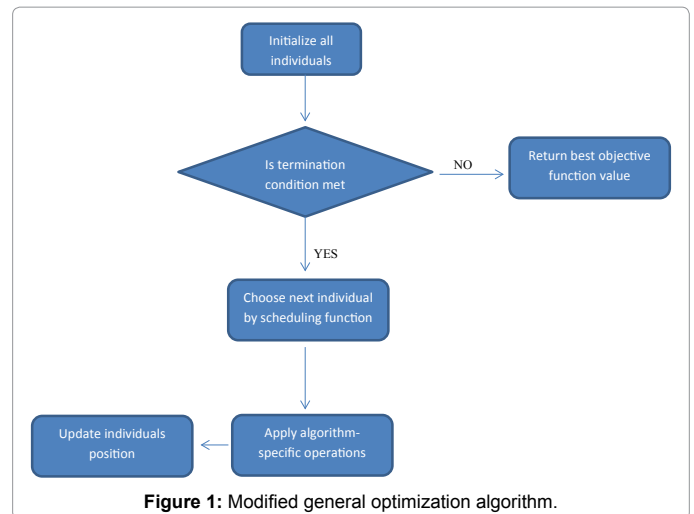 Initialize all
individuals
Is termination
condition met
NO
Return best objective
function value
YES
Choose next individual
by scheduling function
Update individuals
position
Apply algorithm-
specific operations
Figure 1: Modified general optimization algorithm.